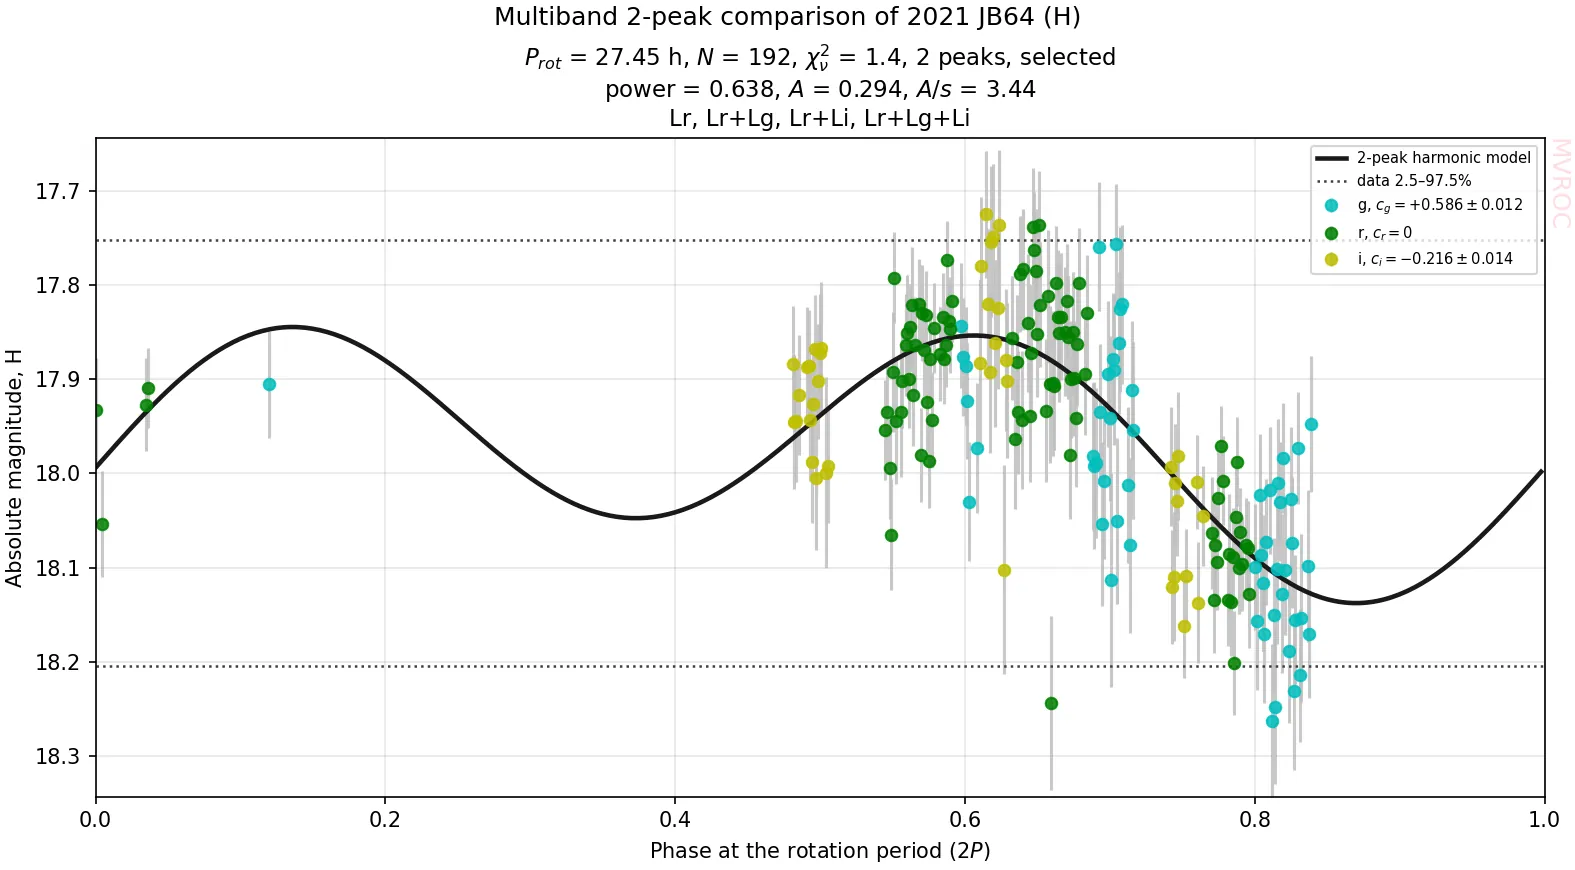 Multiband 2-peak comparison of 2021 JB64 (H)
P_rot = 27.45 h, N = 192, χ²_ν = 1.4, 2 peaks, selected
power = 0.638, A = 0.294, A/s = 3.44
Lr, Lr+Lg, Lr+Li, Lr+Lg+Li
2-peak harmonic model
data 2.5–97.5%
g, c_g = +0.586 ± 0.012
r, c_r = 0
i, c_i = −0.216 ± 0.014
MVROC
Absolute magnitude, H
17.7
17.8
17.9
18.0
18.1
18.2
18.3
0.0 0.2 0.4 0.6 0.8 1.0
Phase at the rotation period (2P)